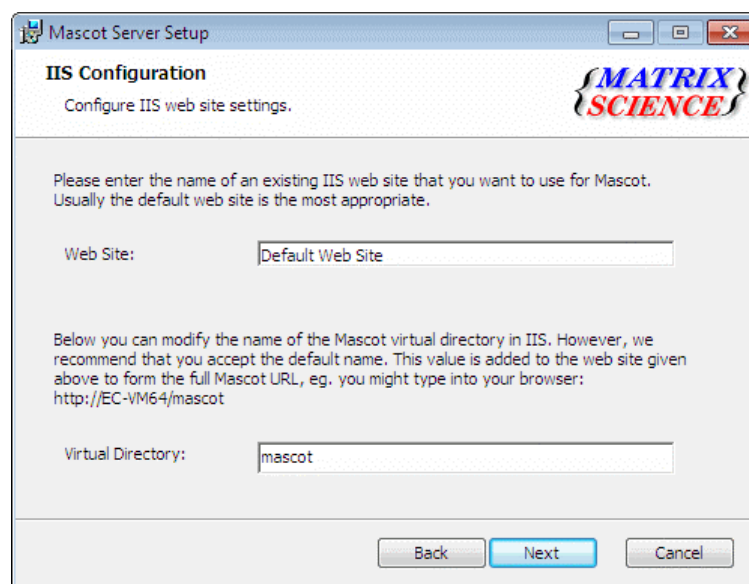 Mascot Server Setup
IIS Configuration
Configure IIS web site settings.
{MATRIX
SCIENCE}
Please enter the name of an existing IIS web site that you want to use for Mascot.
Usually the default web site is the most appropriate.
Web Site:
Default Web Site
Below you can modify the name of the Mascot virtual directory in IIS. However, we
recommend that you accept the default name. This value is added to the web site given
above to form the full Mascot URL, eg. you might type into your browser:
http://EC-VM64/mascot
Virtual Directory:
mascot
Back
Next
Cancel